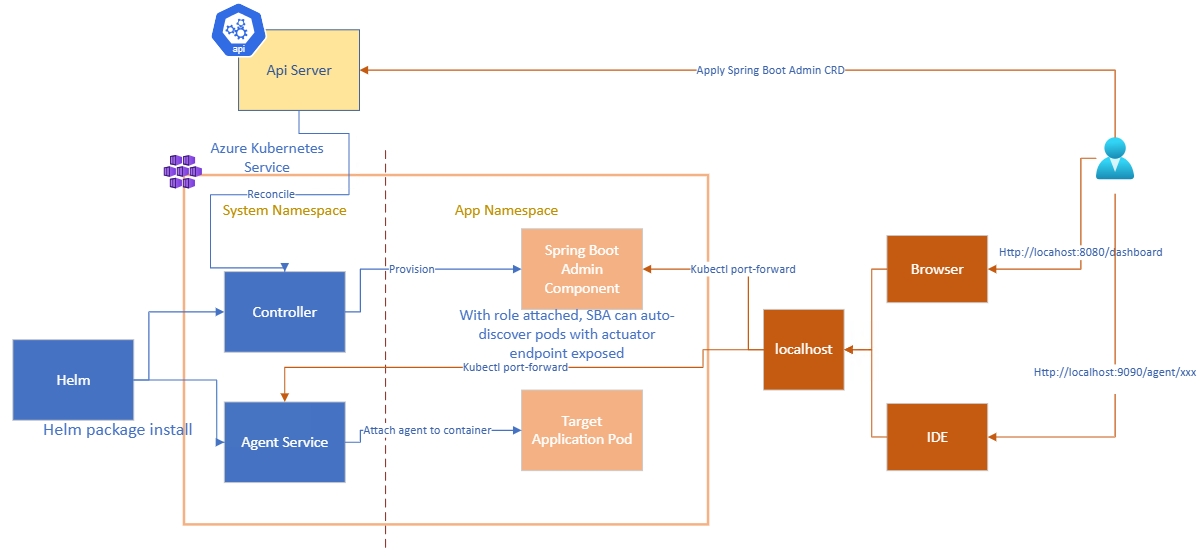 api
Api Server
Apply Spring Boot Admin CRD
Azure Kubernetes
Service
Reconcile
System Namespace
App Namespace
Spring Boot
Admin
Component
Provision
Kubectl port-forward
Http://locahost:8080/dashboard
Browser
Controller
With role attached, SBA can auto-
discover pods with actuator
endpoint exposed
localhost
Kubectl port-forward
Http://localhost:9090/agent/xxx
Helm
Helm package install
Agent Service
Attach agent to container
Target
Application Pod
IDE